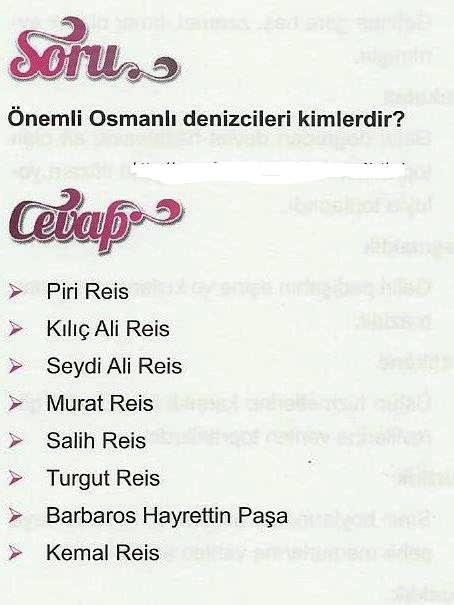 Soru
Önemli Osmanlı denizcileri kimlerdir?
Cevap
Piri Reis
Kılıç Ali Reis
Seydi Ali Reis
Murat Reis
Salih Reis
Turgut Reis
Barbaros Hayrettin Paşa
Kemal Reis